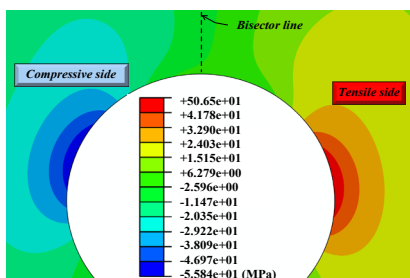 Bisector line
Compressive side
Tensile side
+50.65e+01
+4.178e+01
+3.290e+01
+2.403e+01
+1.515e+01
+6.279e+00
-2.596e+00
-1.147e+01
-2.035e+01
-2.922e+01
-3.809e+01
-4.697e+01
-5.584e+01 (MPa)